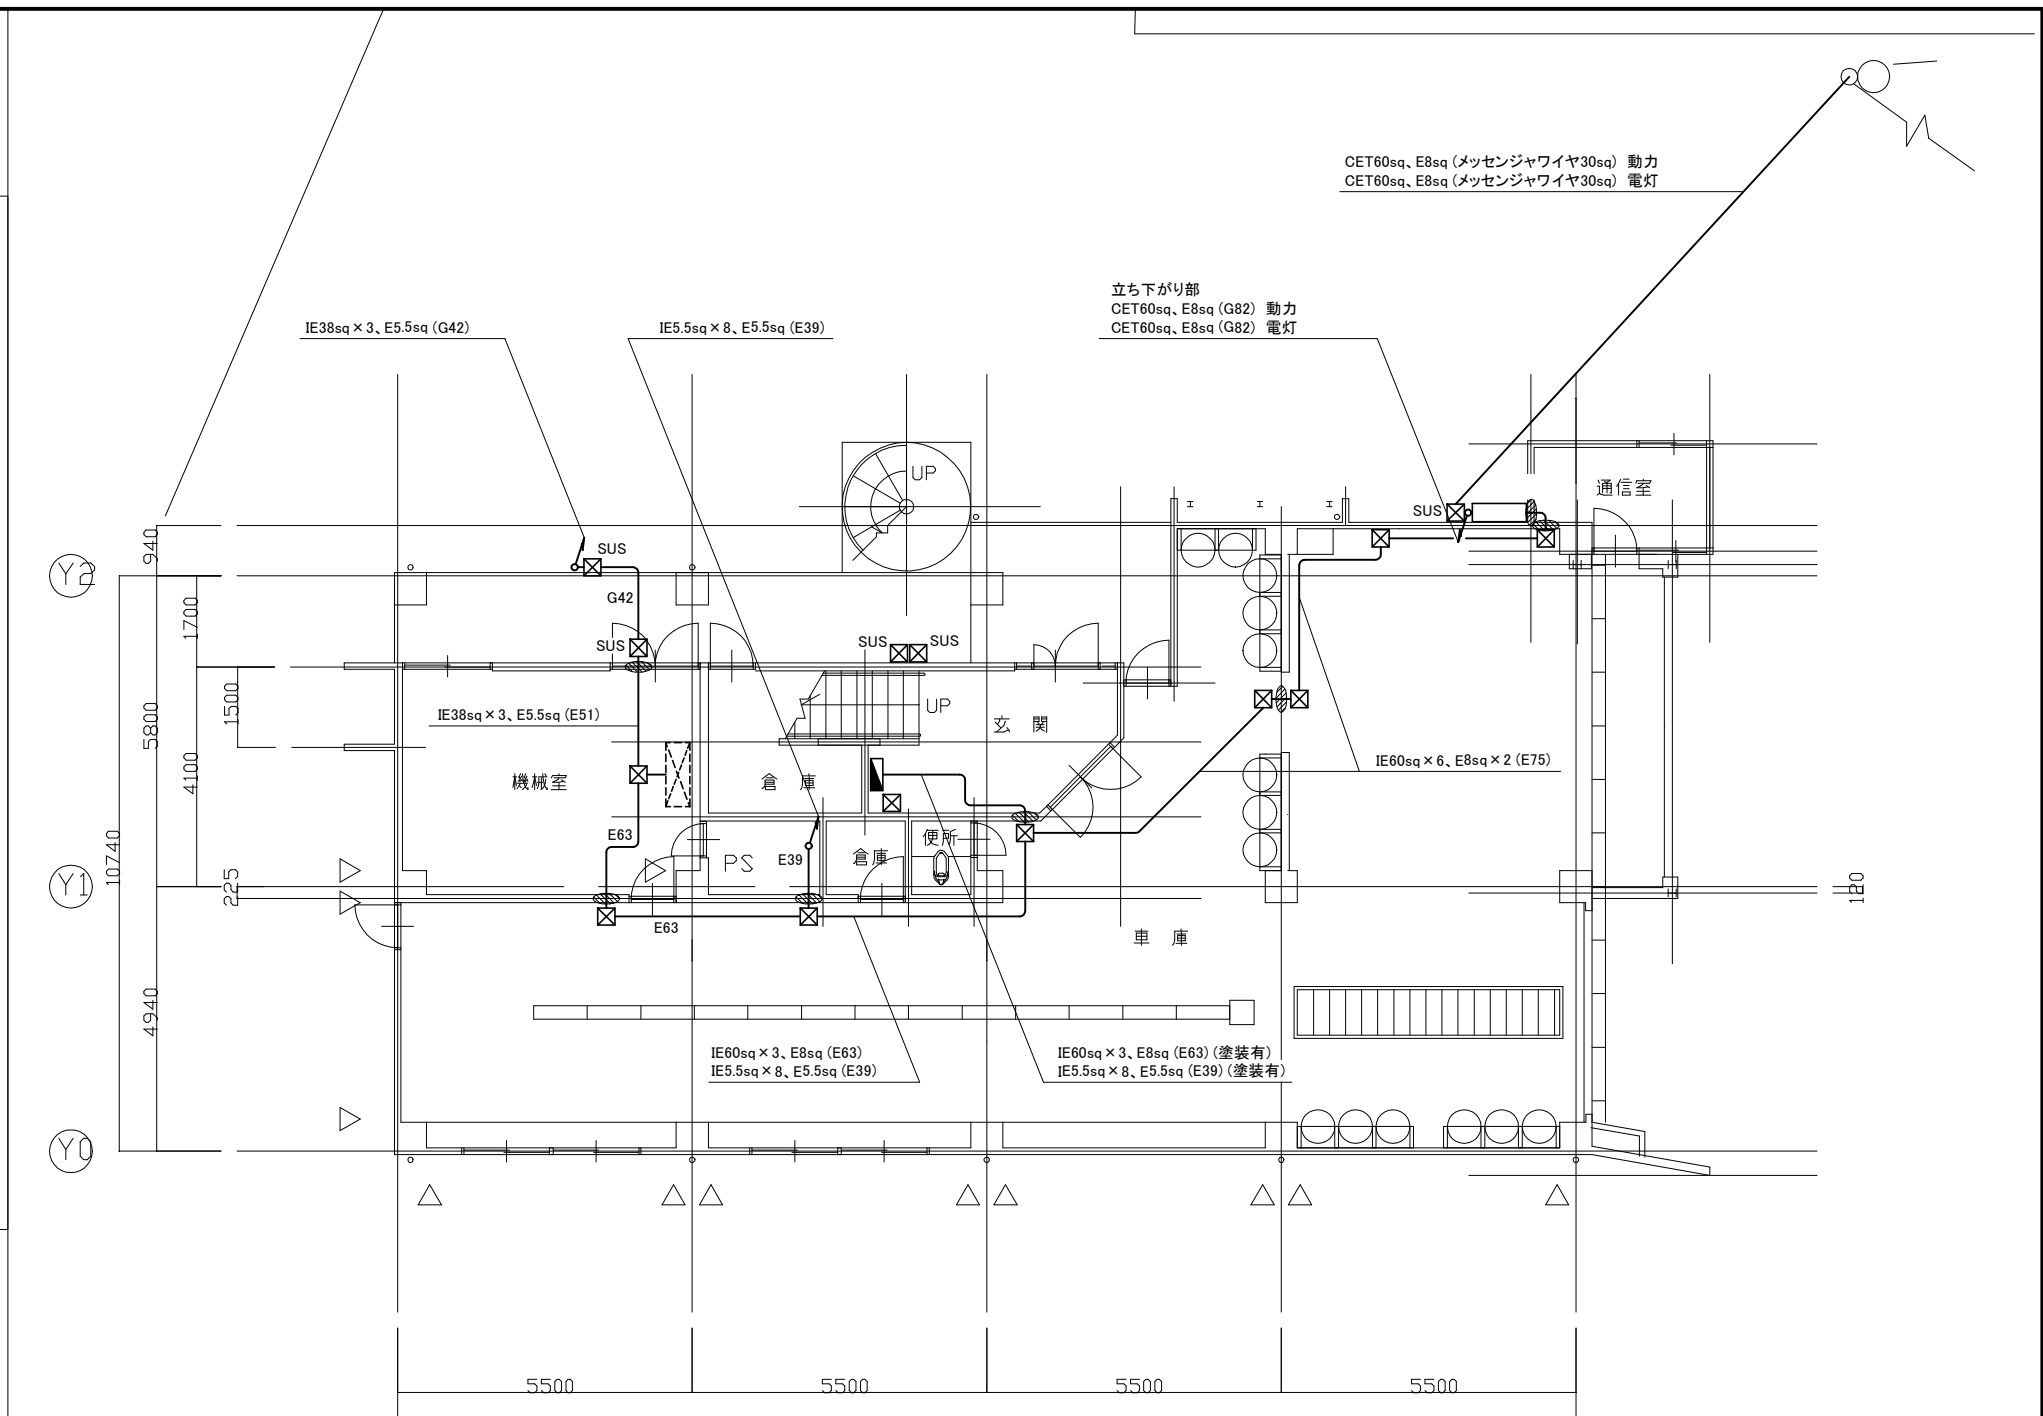 CET60sq、E8sq (メッセンジャワイヤ30sq) 動力
CET60sq、E8sq (メッセンジャワイヤ30sq) 電灯
立ち下がり部
CET60sq、E8sq (G82) 動力
CET60sq、E8sq (G82) 電灯
IE38sq×3、E5.5sq (G42)
IE5.5sq×8、E5.5sq (E39)
UP
通信室
SUS
SUS
940
Y2
G42
1700
SUS
SUS
SUS
1500
5800
IE38sq×3、E5.5sq (E51)
UP
玄 関
4100
機械室
倉 庫
IE60sq×6、E8sq×2 (E75)
E63
便所
10740
PS
E39
倉庫
Y1
225
120
E63
車 庫
4940
IE60sq×3、E8sq (E63)
IE5.5sq×8、E5.5sq (E39)
IE60sq×3、E8sq (E63) (塗装有)
IE5.5sq×8、E5.5sq (E39) (塗装有)
Y0
5500
5500
5500
5500